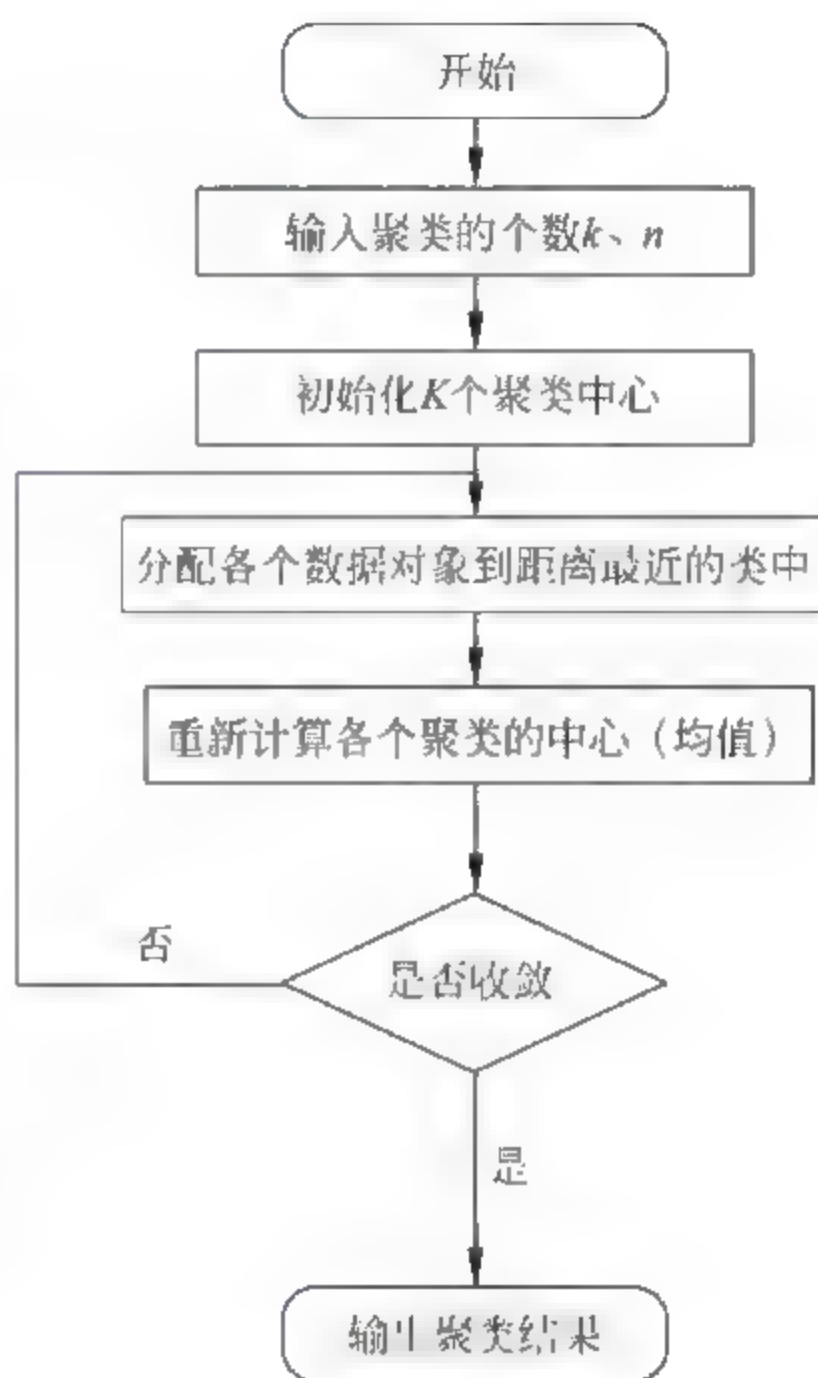 开始
输入聚类的个数k、n
初始化K个聚类中心
分配各个数据对象到距离最近的类中
重新计算各个聚类的中心（均值）
是否收敛
否
是
输出聚类结果